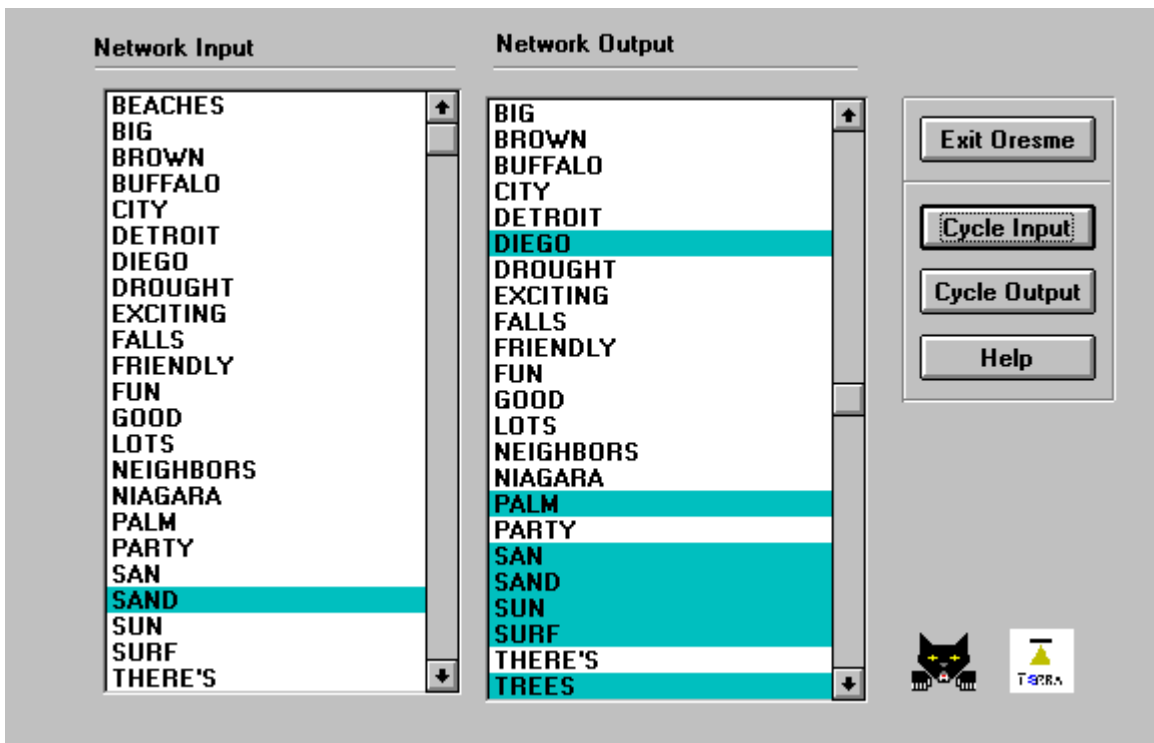 Network Input
BEACHES
BIG
BROWN
BUFFALO
CITY
DETROIT
DIEGO
DROUGHT
EXCITING
FALLS
FRIENDLY
FUN
GOOD
LOTS
NEIGHBORS
NIAGARA
PALM
PARTY
SAN
SAND
SUN
SURF
THERE'S
Network Output
BIG
BROWN
BUFFALO
CITY
DETROIT
DIEGO
DROUGHT
EXCITING
FALLS
FRIENDLY
FUN
GOOD
LOTS
NEIGHBORS
NIAGARA
PALM
PARTY
SAN
SAND
SUN
SURF
THERE'S
TREES
Exit Oresme
Cycle Input
Cycle Output
Help